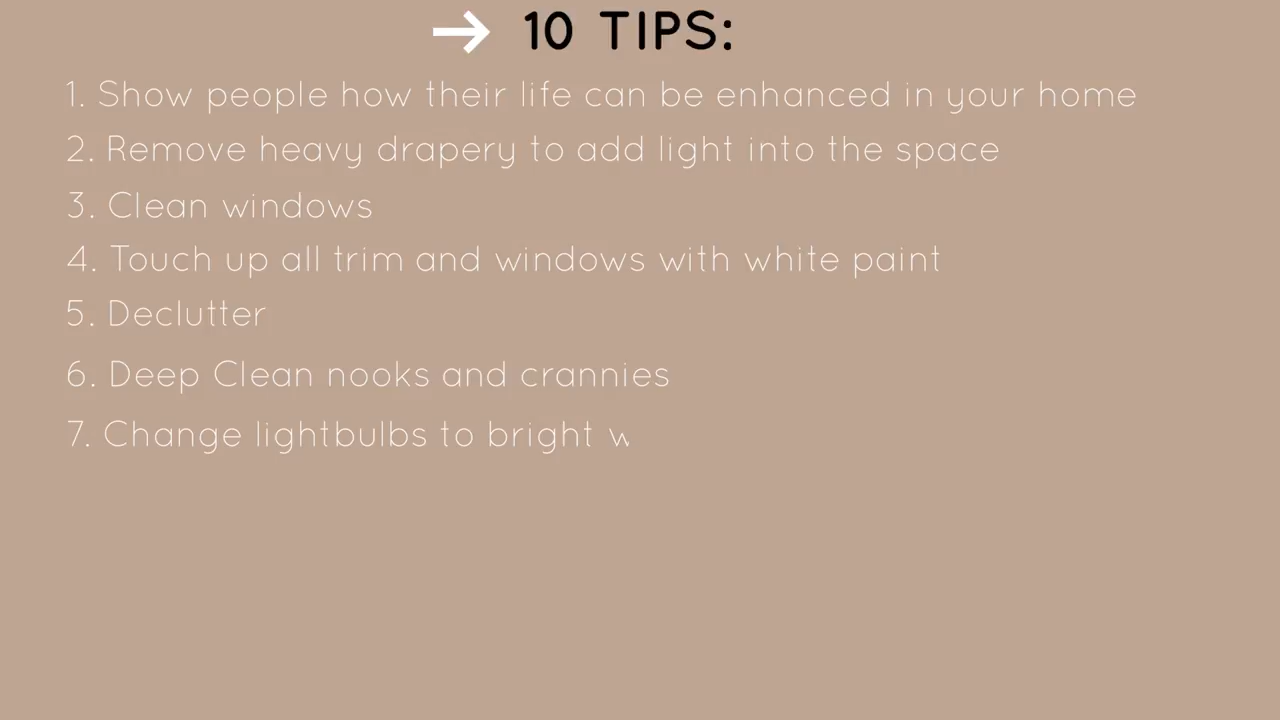 → 10 TIPS:
1. Show people how their life can be enhanced in your home
2. Remove heavy drapery to add light into the space
3. Clean windows
4. Touch up all trim and windows with white paint
5. Declutter
6. Deep Clean nooks and crannies
7. Change lightbulbs to bright w